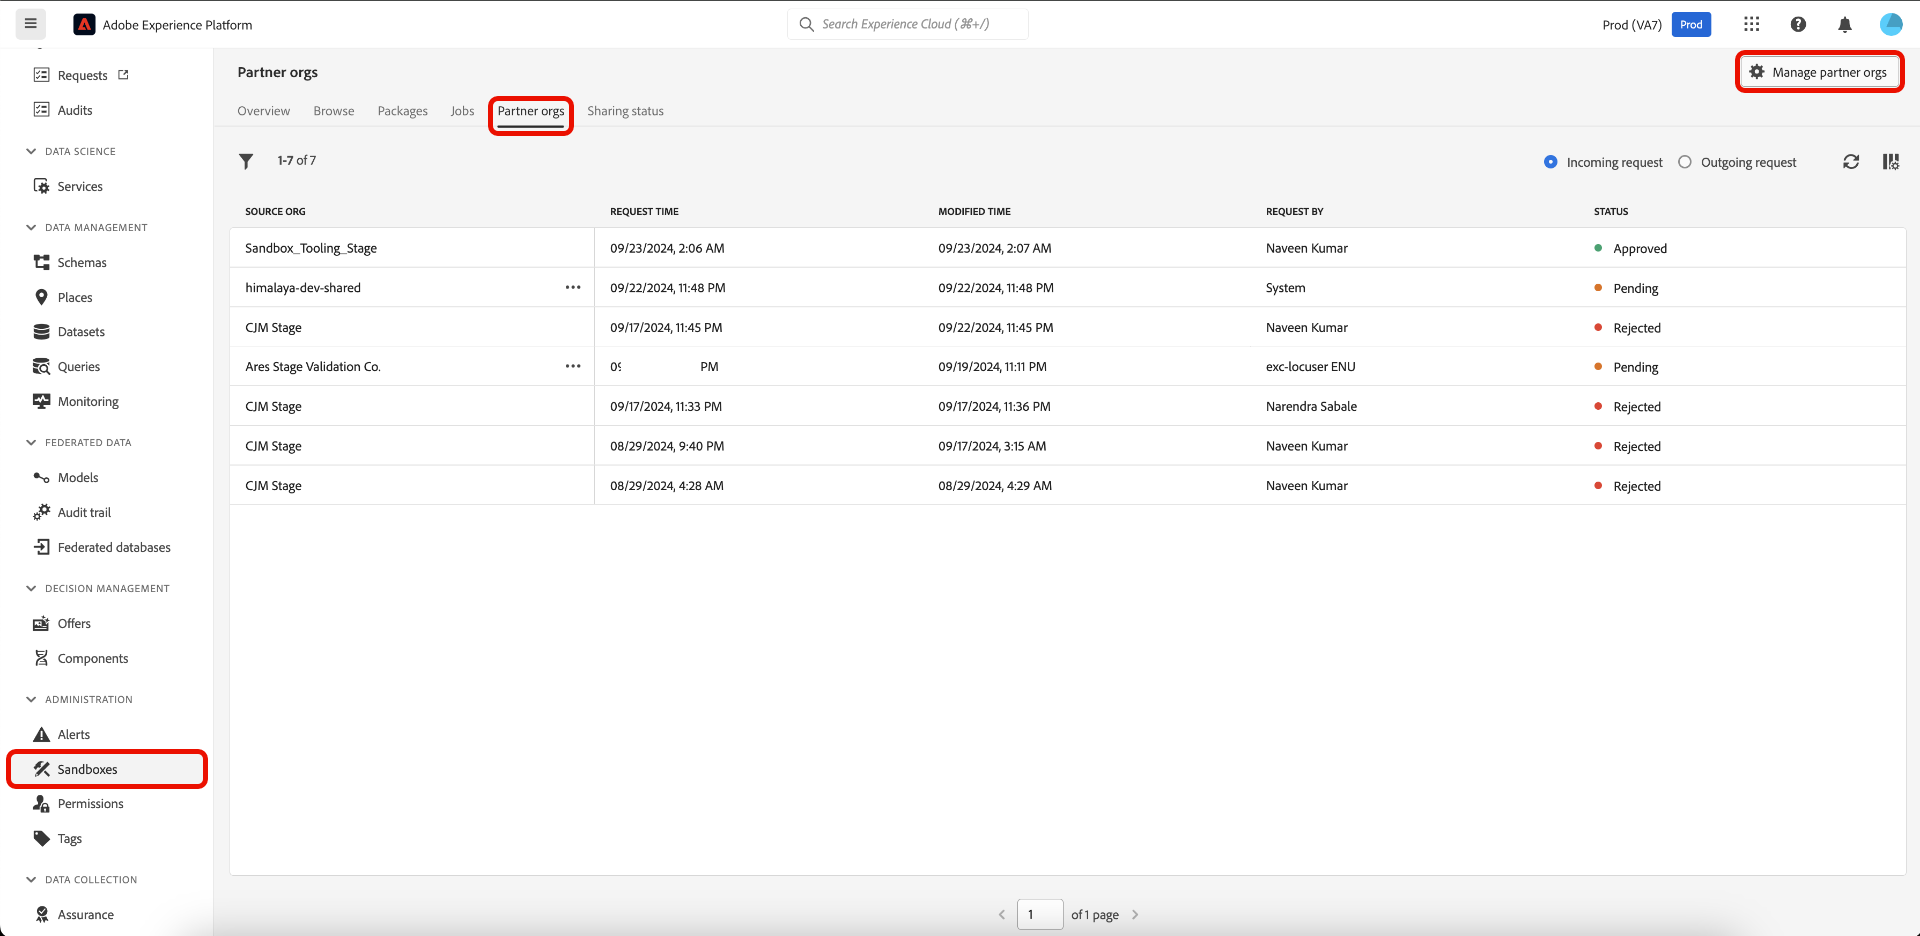 Adobe Experience Platform
Search Experience Cloud (⌘+/)
Prod (VA7)
Prod
Requests
Audits
DATA SCIENCE
Services
DATA MANAGEMENT
Schemas
Places
Datasets
Queries
Monitoring
FEDERATED DATA
Models
Audit trail
Federated databases
DECISION MANAGEMENT
Offers
Components
ADMINISTRATION
Alerts
Sandboxes
Permissions
Tags
DATA COLLECTION
Assurance
Partner orgs
Manage partner orgs
Overview Browse Packages Jobs Partner orgs Sharing status
1-7 of 7
Incoming request Outgoing request
SOURCE ORG REQUEST TIME MODIFIED TIME REQUEST BY STATUS
Sandbox_Tooling_Stage 09/23/2024, 2:06 AM 09/23/2024, 2:07 AM Naveen Kumar Approved
himalaya-dev-shared ••• 09/22/2024, 11:48 PM 09/22/2024, 11:48 PM System Pending
CJM Stage 09/17/2024, 11:45 PM 09/22/2024, 11:45 PM Naveen Kumar Rejected
Ares Stage Validation Co. ••• PM 09/19/2024, 11:11 PM exc-locuser ENU Pending
CJM Stage 09/17/2024, 11:33 PM 09/17/2024, 11:36 PM Narendra Sabale Rejected
CJM Stage 08/29/2024, 9:40 PM 09/17/2024, 3:15 AM Naveen Kumar Rejected
CJM Stage 08/29/2024, 4:28 AM 08/29/2024, 4:29 AM Naveen Kumar Rejected
1 of 1 page